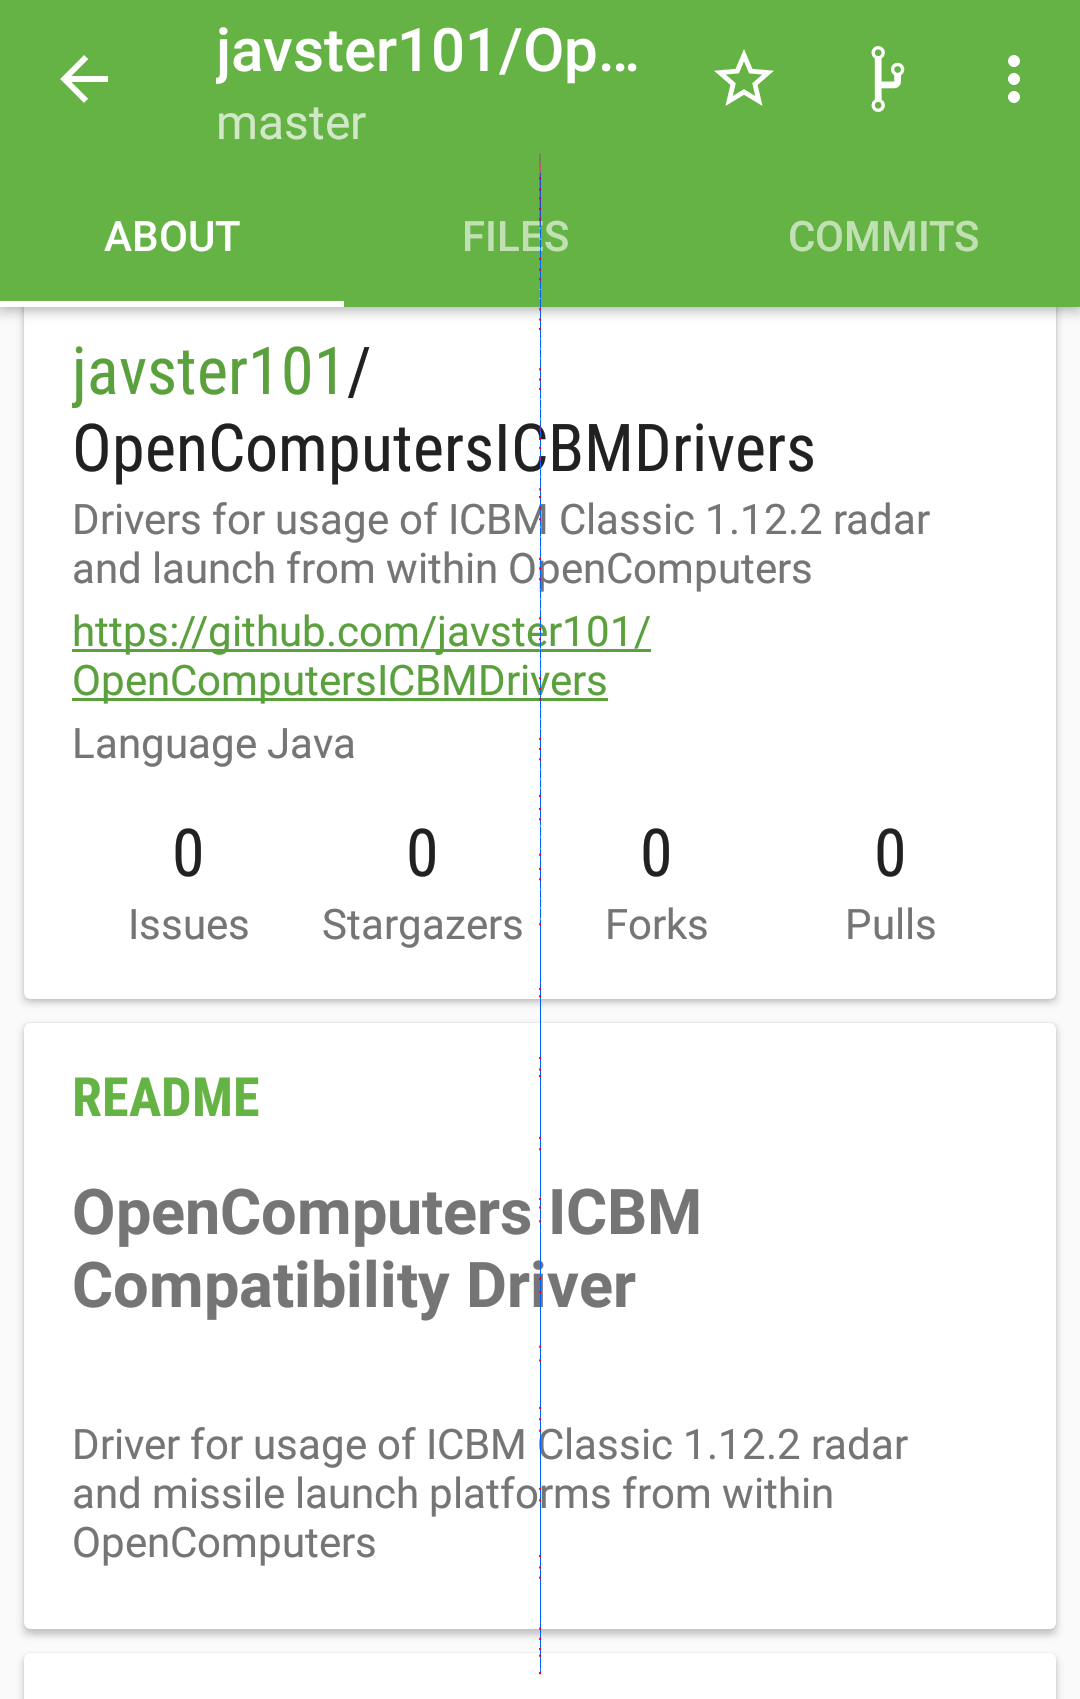 javster101/Op...
master
ABOUT FILES COMMITS
javster101/
OpenComputersICBMDrivers
Drivers for usage of ICBM Classic 1.12.2 radar
and launch from within OpenComputers
https://github.com/javster101/
OpenComputersICBMDrivers
Language Java
0 0 0 0
Issues Stargazers Forks Pulls
README
OpenComputers ICBM
Compatibility Driver
Driver for usage of ICBM Classic 1.12.2 radar
and missile launch platforms from within
OpenComputers